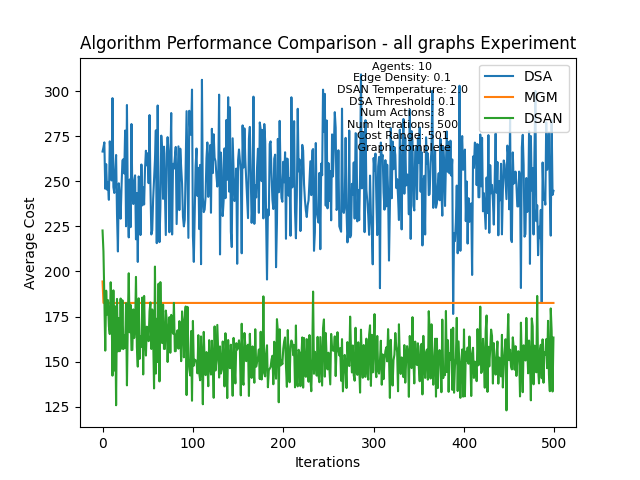 Algorithm Performance Comparison - all graphs Experiment
Agents: 10
Edge Density: 0.1
DSAN Temperature: 2.0
DSA Threshold: 0.1
Num Actions: 8
Num Iterations: 500
Cost Range: 501
Graph: complete
DSA
MGM
DSAN
Average Cost
300
275
250
225
200
175
150
125
0
100
200
300
400
500
Iterations